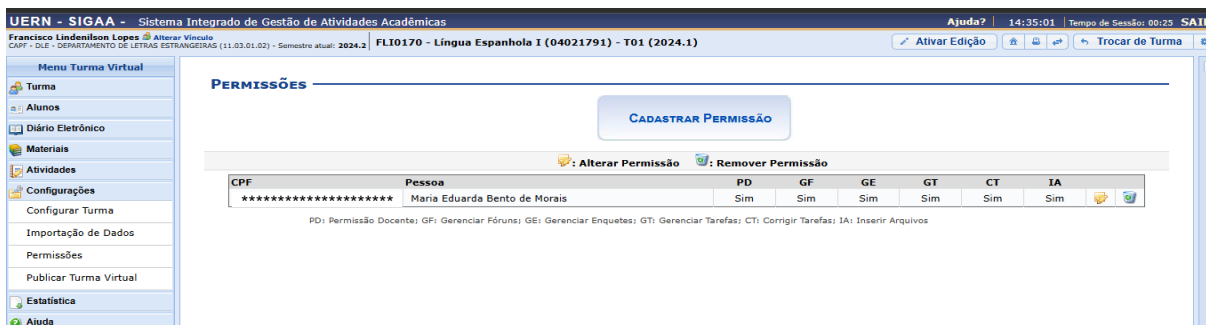 UERN - SIGAA - Sistema Integrado de Gestão de Atividades Acadêmicas
Ajuda? 14:35:01 Tempo de Sessão: 00:25
Francisco Lindenilson Lopes Alterar Vínculo
CAPF - DLE - DEPARTAMENTO DE LETRAS ESTRANGEIRAS (11.03.01.02) - Semestre atual: 2024.2
FLI0170 - Língua Espanhola I (04021791) - T01 (2024.1)
Ativar Edição Trocar de Turma
Menu Turma Virtual
Turma
Alunos
Diário Eletrônico
Materiais
Atividades
Configurações
Configurar Turma
Importação de Dados
Permissões
Publicar Turma Virtual
Estatística
Ajuda
PERMISSÕES
CADASTRAR PERMISSÃO
: Alterar Permissão : Remover Permissão
CPF Pessoa PD GF GE GT CT IA
********************* Maria Eduarda Bento de Morais Sim Sim Sim Sim Sim Sim
PD: Permissão Docente; GF: Gerenciar Fóruns; GE: Gerenciar Enquetes; GT: Gerenciar Tarefas; CT: Corrigir Tarefas; IA: Inserir Arquivos